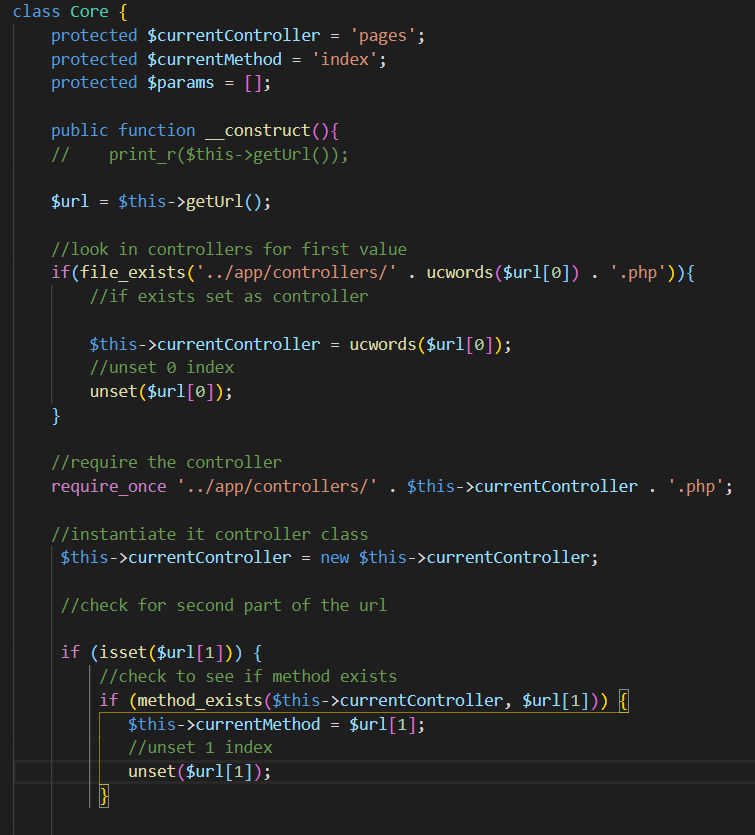 class Core {
protected $currentController = 'pages';
protected $currentMethod = 'index';
protected $params = [];
public function __construct(){
//    print_r($this->getUrl());
$url = $this->getUrl();
//look in controllers for first value
if(file_exists('../app/controllers/' . ucwords($url[0]) . '.php')){
//if exists set as controller
$this->currentController = ucwords($url[0]);
//unset 0 index
unset($url[0]);
}
//require the controller
require_once '../app/controllers/' . $this->currentController . '.php';
//instantiate it controller class
$this->currentController = new $this->currentController;
//check for second part of the url
if (isset($url[1])) {
//check to see if method exists
if (method_exists($this->currentController, $url[1])) {
$this->currentMethod = $url[1];
//unset 1 index
unset($url[1]);
}